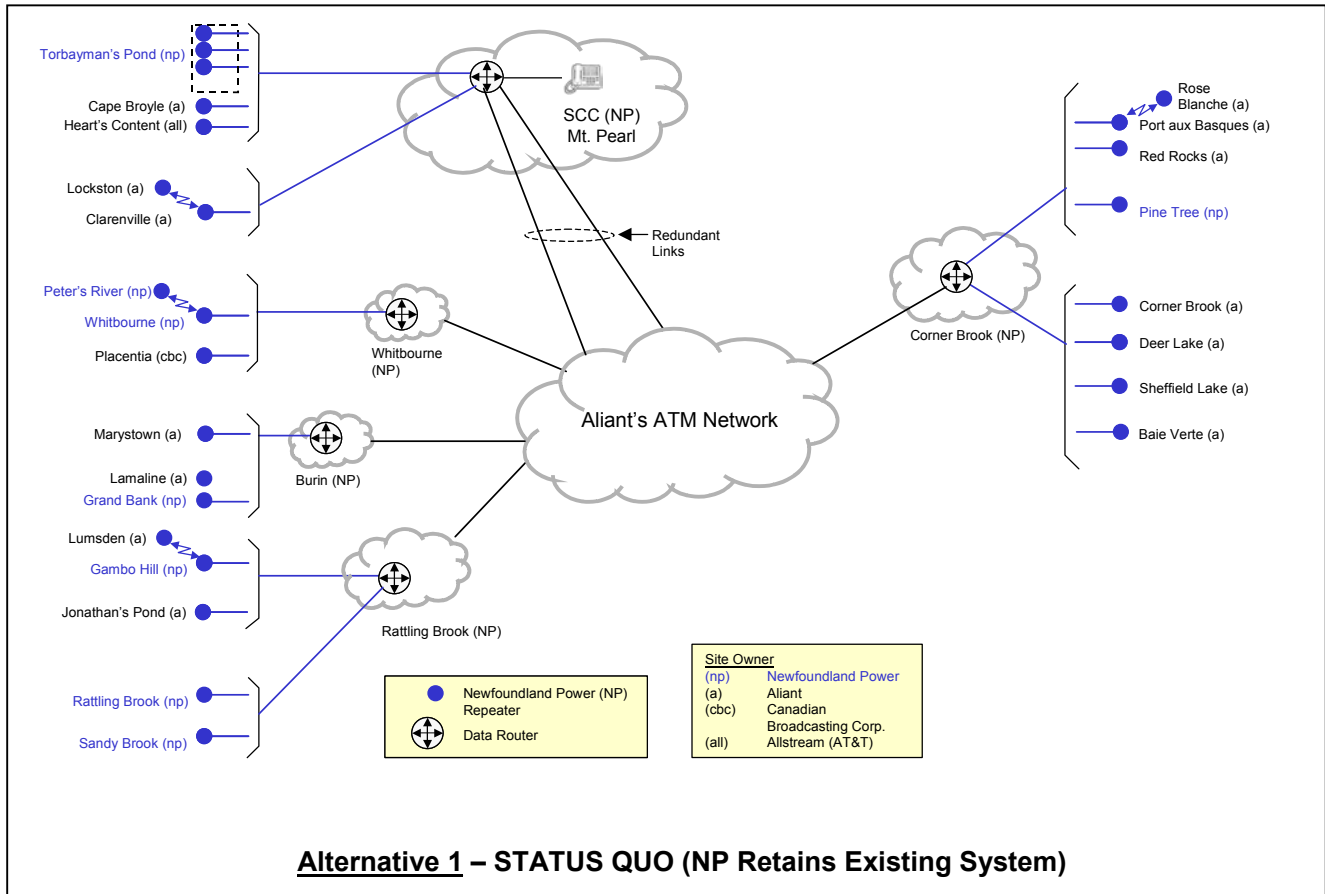 Torbayman's Pond (np)
Cape Broyle (a)
Heart's Content (all)
Lockston (a)
Clarenville (a)
Peter's River (np)
Whitbourne (np)
Placentia (cbc)
Marystown (a)
Lamaline (a)
Grand Bank (np)
Lumsden (a)
Gambo Hill (np)
Jonathan's Pond (a)
Rattling Brook (np)
Sandy Brook (np)
SCC (NP)
Mt. Pearl
Redundant
Links
Whitbourne
(NP)
Burin (NP)
Rattling Brook (NP)
Aliant's ATM Network
Corner Brook (NP)
Rose
Blanche (a)
Port aux Basques (a)
Red Rocks (a)
Pine Tree (np)
Corner Brook (a)
Deer Lake (a)
Sheffield Lake (a)
Baie Verte (a)
Newfoundland Power (NP)
Repeater
Data Router
Site Owner
(np) Newfoundland Power
(a) Aliant
(cbc) Canadian
Broadcasting Corp.
(all) Allstream (AT&T)
Alternative 1 – STATUS QUO (NP Retains Existing System)